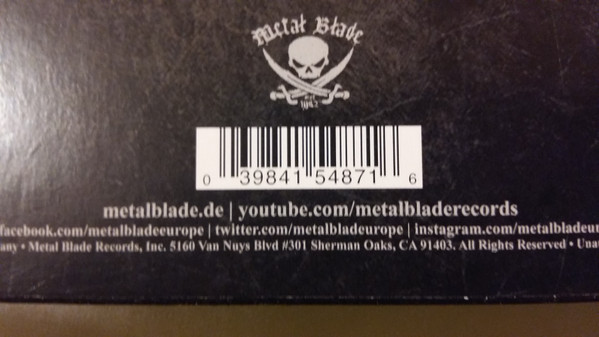 Metal Blade
est
1982
0 39841 54871 6
metalblade.de | youtube.com/metalbladerecords
facebook.com/metalbladeeurope | twitter.com/metalbladeeurope | instagram.com/metalbladeeu
any • Metal Blade Records, Inc. 5160 Van Nuys Blvd #301 Sherman Oaks, CA 91403. All Rights Reserved • Una